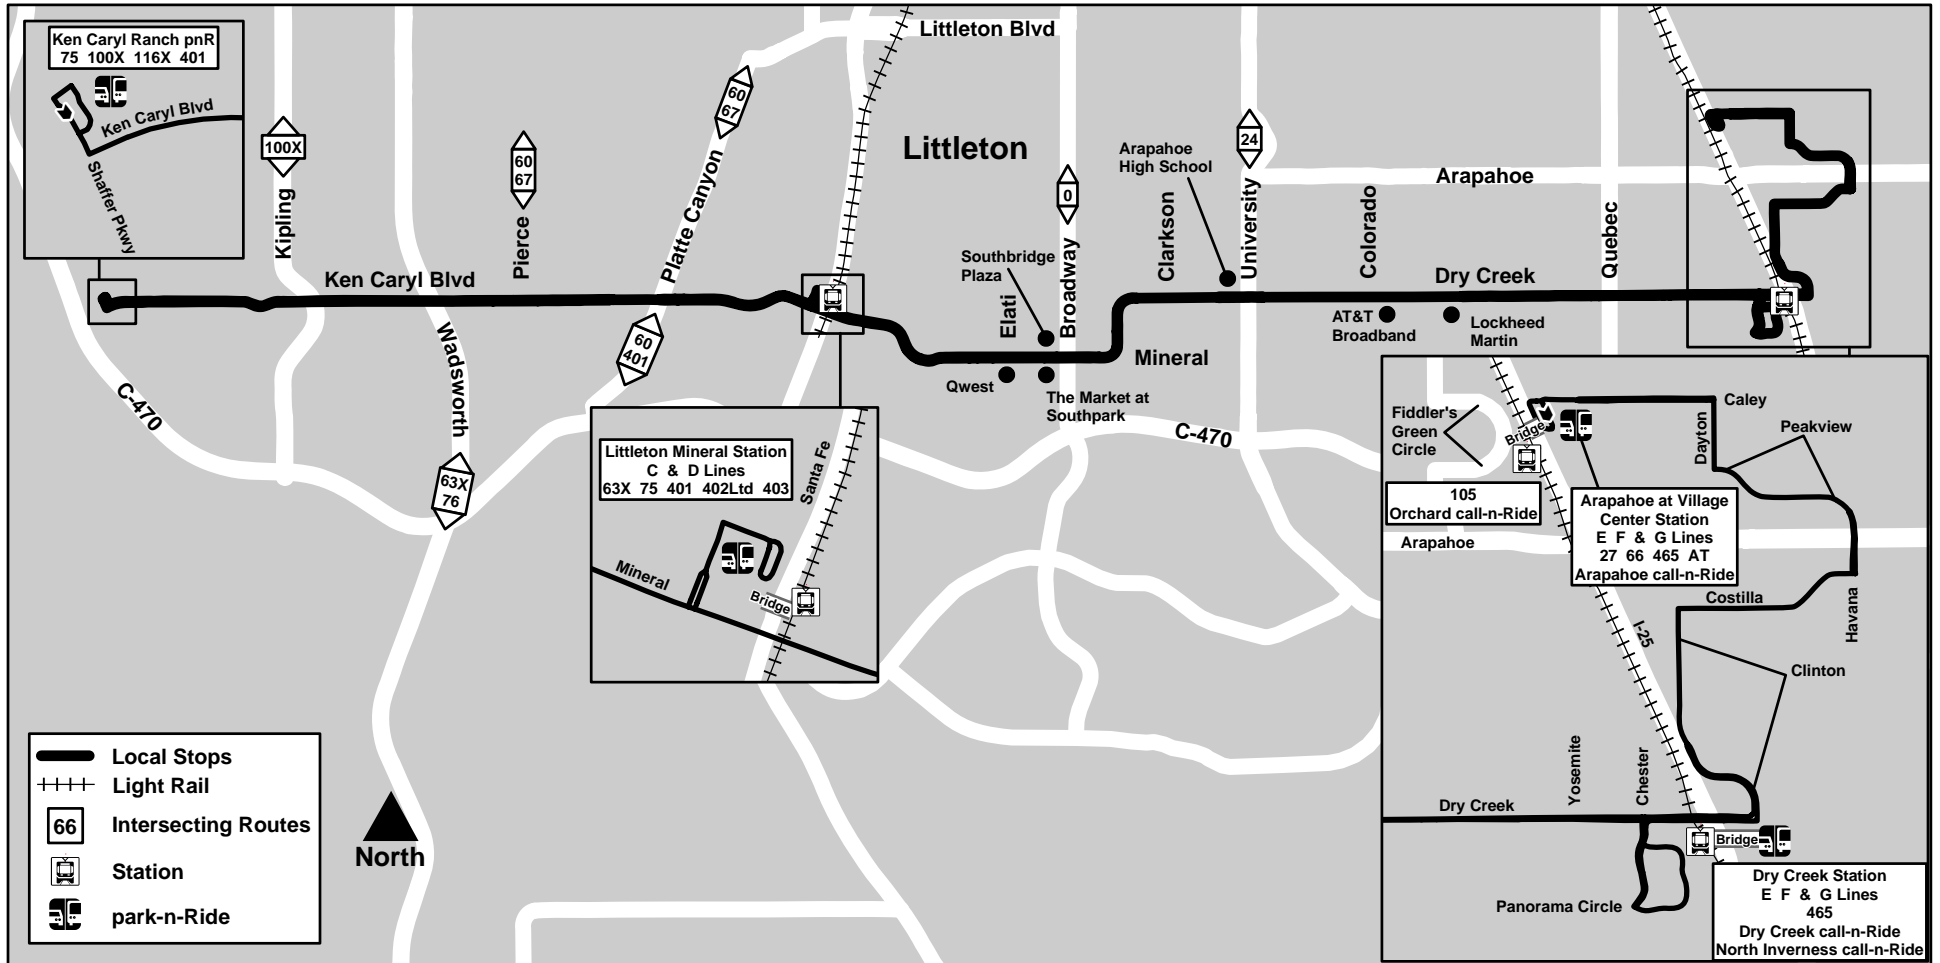 Ken Caryl Ranch pnR
75 100X 116X 401
Ken Caryl Blvd
Shaffer Pkwy
100X
Kipling
Wadsworth
C-470
63X
76
60
67
Pierce
Ken Caryl Blvd
60
67
Platte Canyon
60
401
Littleton Blvd
Littleton
Southbridge
Plaza
Elati
0
Broadway
Qwest
The Market at
Southpark
Mineral
Clarkson
Arapahoe
High School
24
University
Colorado
Arapahoe
Quebec
Dry Creek
AT&T
Broadband
Lockheed
Martin
C-470
Littleton Mineral Station
C & D Lines
63X 75 401 402Ltd 403
Santa Fe
Mineral
Bridge
Fiddler's
Green
Circle
Bridge
Caley
Dayton
Peakview
105
Orchard call-n-Ride
Arapahoe at Village
Center Station
E F & G Lines
27 66 465 AT
Arapahoe call-n-Ride
Arapahoe
Costilla
Havana
I-25
Clinton
Yosemite
Chester
Dry Creek
Bridge
Panorama Circle
Dry Creek Station
E F & G Lines
465
Dry Creek call-n-Ride
North Inverness call-n-Ride
Local Stops
Light Rail
66 Intersecting Routes
Station
park-n-Ride
North